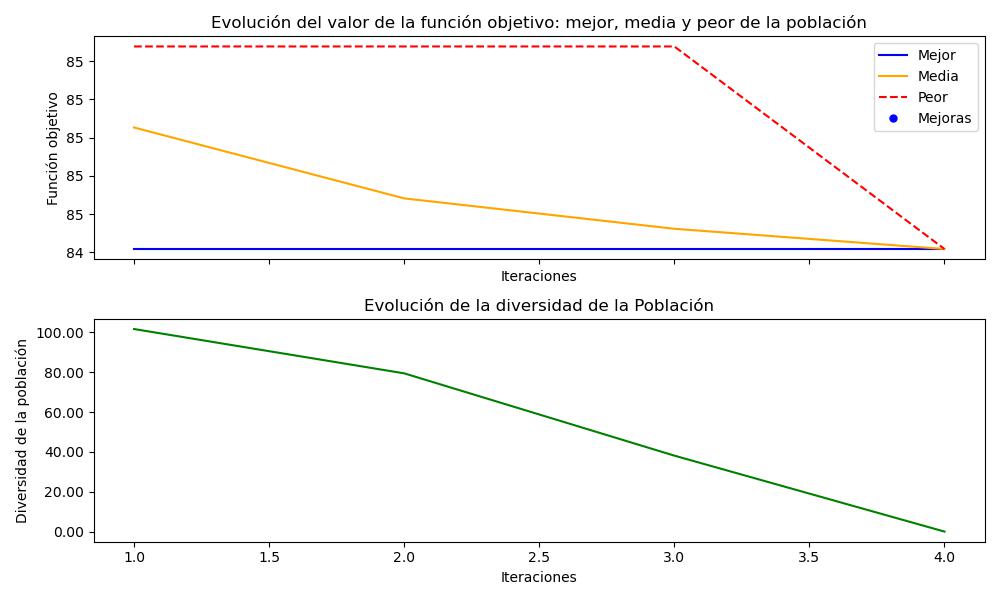 Evolución del valor de la función objetivo: mejor, media y peor de la población
Función objetivo
85
85
85
85
85
84
Mejor
Media
Peor
Mejoras
Iteraciones
Evolución de la diversidad de la Población
Diversidad de la población
100.00
80.00
60.00
40.00
20.00
0.00
1.0 1.5 2.0 2.5 3.0 3.5 4.0
Iteraciones